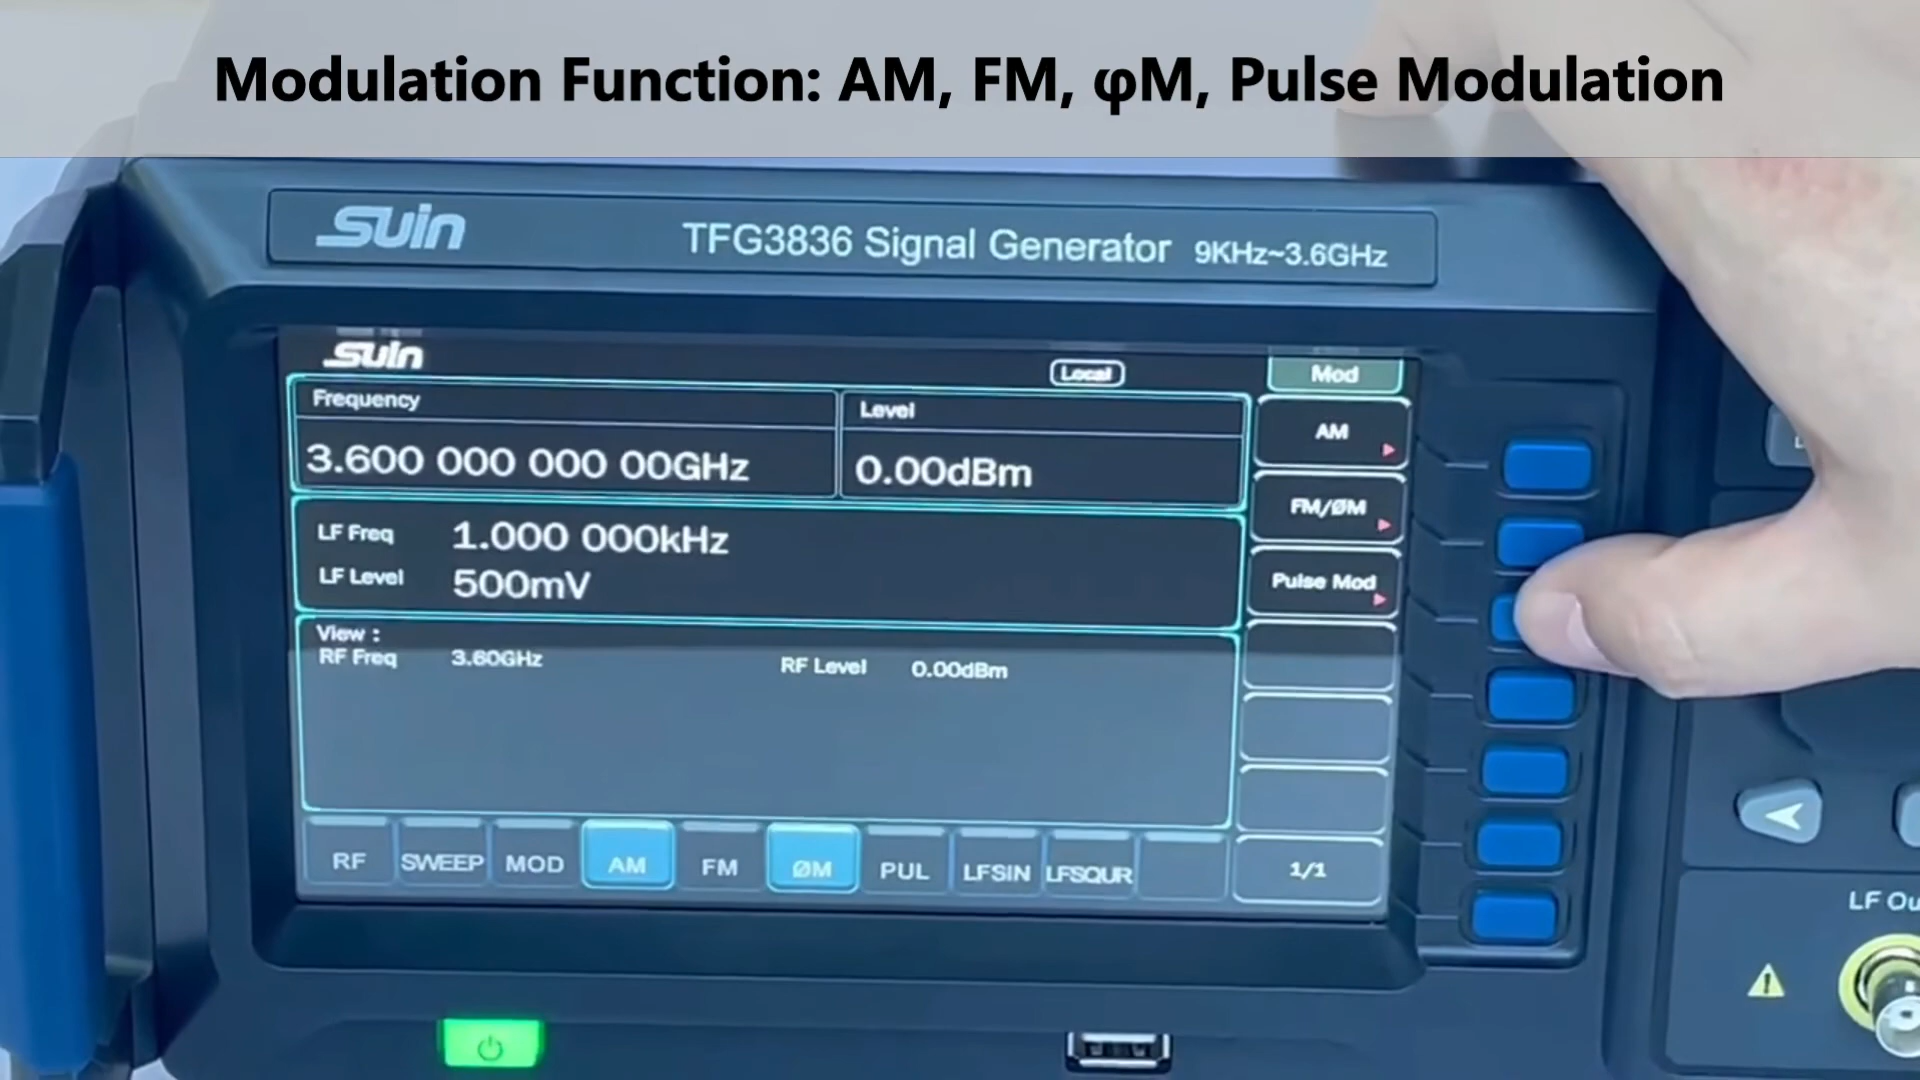 Modulation Function: AM, FM, φM, Pulse Modulation
SUIN
TFG3836 Signal Generator 9KHz~3.6GHz
SUIN
Local
Mod
Frequency
Level
3.600 000 000 00GHz
0.00dBm
LF Freq 1.000 000kHz
LF Level 500mV
View :
RF Freq 3.60GHz RF Level 0.00dBm
AM
FM/ØM
Pulse Mod
1/1
RF SWEEP MOD AM FM ØM PUL LFSIN LFSQUR
LF